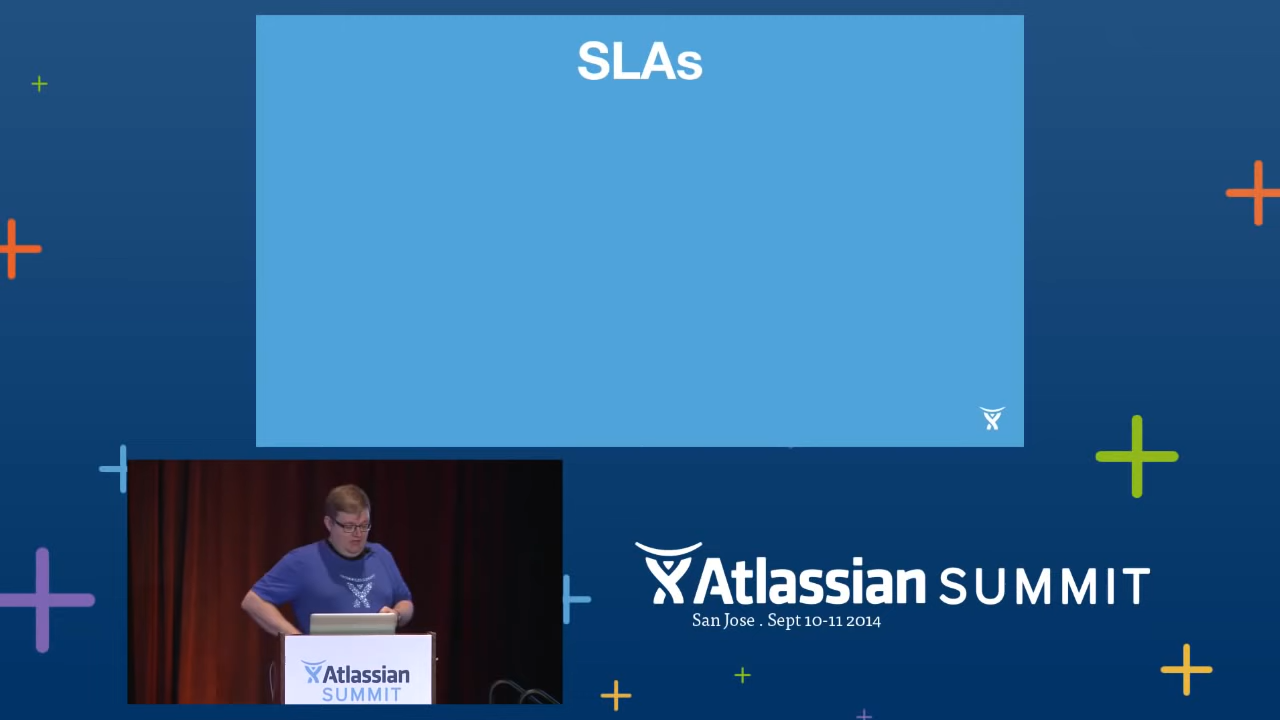 SLAs
Atlassian SUMMIT
San Jose . Sept 10-11 2014
Atlassian
SUMMIT